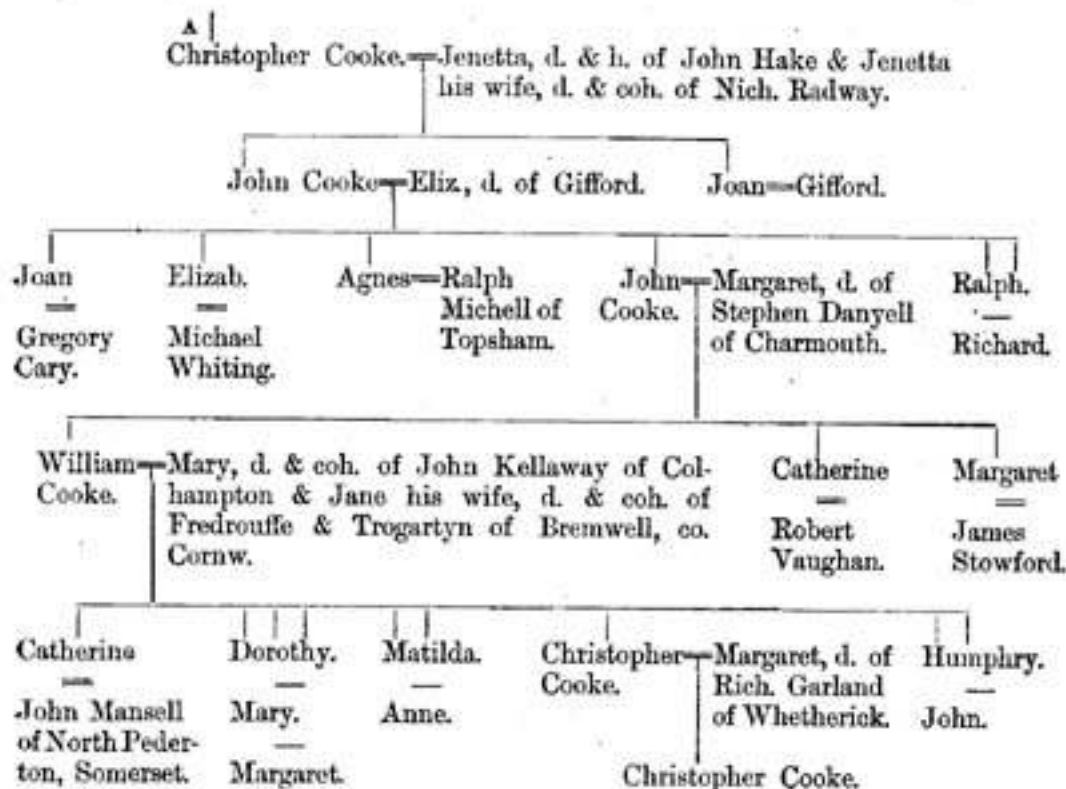 A
Christopher Cooke.=Jenetta, d. & h. of John Hake & Jenetta
his wife, d. & coh. of Nich. Radway.
John Cooke=Eliz., d. of Gifford.
Joan=Gifford.
Joan
=
Gregory
Cary.
Elizab.
=
Michael
Whiting.
Agnes=Ralph
Michell of
Topsham.
John=Margaret, d. of
Cooke. Stephen Danyell
of Charmouth.
Ralph.
—
Richard.
William=Mary, d. & coh. of John Kellaway of Col-
Cooke. hampton & Jane his wife, d. & coh. of
Fredrouffe & Trogartyn of Bremwell, co.
Cornw.
Catherine
=
Robert
Vaughan.
Margaret
=
James
Stowford.
Catherine
=
John Mansell
of North Peder-
ton, Somerset.
Dorothy.
—
Mary.
—
Margaret.
Matilda.
—
Anne.
Christopher=Margaret, d. of
Cooke. Rich. Garland
of Whetherick.
Humphry.
—
John.
Christopher Cooke.